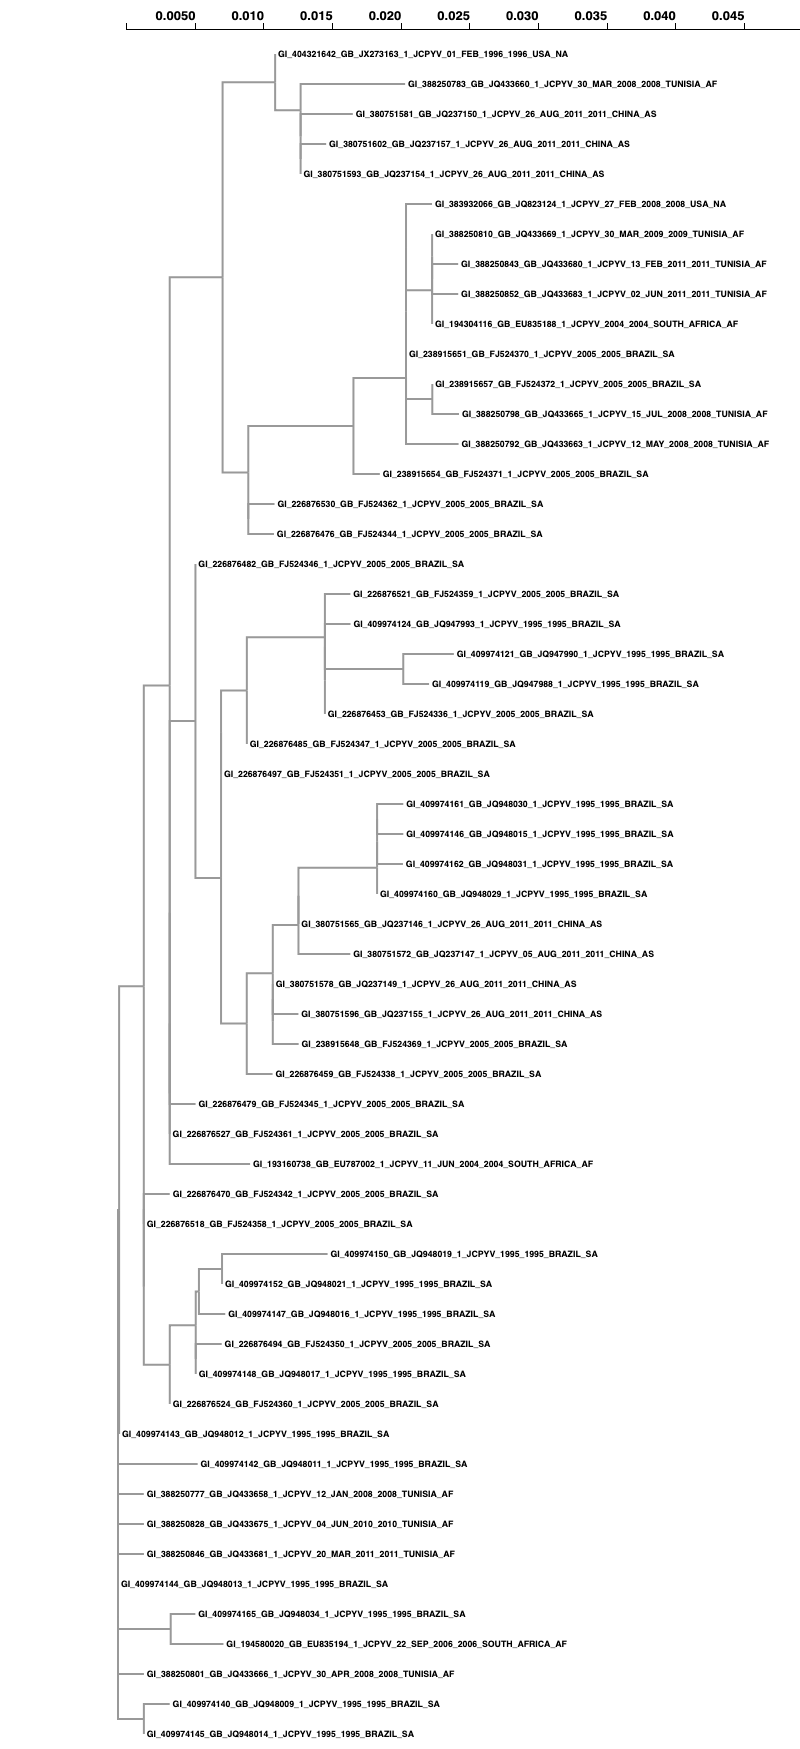 0.0050 0.010 0.015 0.020 0.025 0.030 0.035 0.040 0.045
GI_404321642_GB_JX273163_1_JCPYV_01_FEB_1996_1996_USA_NA
GI_388250783_GB_JQ433660_1_JCPYV_30_MAR_2008_2008_TUNISIA_AF
GI_380751581_GB_JQ237150_1_JCPYV_26_AUG_2011_2011_CHINA_AS
GI_380751602_GB_JQ237157_1_JCPYV_26_AUG_2011_2011_CHINA_AS
GI_380751593_GB_JQ237154_1_JCPYV_26_AUG_2011_2011_CHINA_AS
GI_383932066_GB_JQ823124_1_JCPYV_27_FEB_2008_2008_USA_NA
GI_388250810_GB_JQ433669_1_JCPYV_30_MAR_2009_2009_TUNISIA_AF
GI_388250843_GB_JQ433680_1_JCPYV_13_FEB_2011_2011_TUNISIA_AF
GI_388250852_GB_JQ433683_1_JCPYV_02_JUN_2011_2011_TUNISIA_AF
GI_194304116_GB_EU835188_1_JCPYV_2004_2004_SOUTH_AFRICA_AF
GI_238915651_GB_FJ524370_1_JCPYV_2005_2005_BRAZIL_SA
GI_238915657_GB_FJ524372_1_JCPYV_2005_2005_BRAZIL_SA
GI_388250798_GB_JQ433665_1_JCPYV_15_JUL_2008_2008_TUNISIA_AF
GI_388250792_GB_JQ433663_1_JCPYV_12_MAY_2008_2008_TUNISIA_AF
GI_238915654_GB_FJ524371_1_JCPYV_2005_2005_BRAZIL_SA
GI_226876530_GB_FJ524362_1_JCPYV_2005_2005_BRAZIL_SA
GI_226876476_GB_FJ524344_1_JCPYV_2005_2005_BRAZIL_SA
GI_226876482_GB_FJ524346_1_JCPYV_2005_2005_BRAZIL_SA
GI_226876521_GB_FJ524359_1_JCPYV_2005_2005_BRAZIL_SA
GI_409974124_GB_JQ947993_1_JCPYV_1995_1995_BRAZIL_SA
GI_409974121_GB_JQ947990_1_JCPYV_1995_1995_BRAZIL_SA
GI_409974119_GB_JQ947988_1_JCPYV_1995_1995_BRAZIL_SA
GI_226876453_GB_FJ524336_1_JCPYV_2005_2005_BRAZIL_SA
GI_226876485_GB_FJ524347_1_JCPYV_2005_2005_BRAZIL_SA
GI_226876497_GB_FJ524351_1_JCPYV_2005_2005_BRAZIL_SA
GI_409974161_GB_JQ948030_1_JCPYV_1995_1995_BRAZIL_SA
GI_409974146_GB_JQ948015_1_JCPYV_1995_1995_BRAZIL_SA
GI_409974162_GB_JQ948031_1_JCPYV_1995_1995_BRAZIL_SA
GI_409974160_GB_JQ948029_1_JCPYV_1995_1995_BRAZIL_SA
GI_380751565_GB_JQ237146_1_JCPYV_26_AUG_2011_2011_CHINA_AS
GI_380751572_GB_JQ237147_1_JCPYV_05_AUG_2011_2011_CHINA_AS
GI_380751578_GB_JQ237149_1_JCPYV_26_AUG_2011_2011_CHINA_AS
GI_380751596_GB_JQ237155_1_JCPYV_26_AUG_2011_2011_CHINA_AS
GI_238915648_GB_FJ524369_1_JCPYV_2005_2005_BRAZIL_SA
GI_226876459_GB_FJ524338_1_JCPYV_2005_2005_BRAZIL_SA
GI_226876479_GB_FJ524345_1_JCPYV_2005_2005_BRAZIL_SA
GI_226876527_GB_FJ524361_1_JCPYV_2005_2005_BRAZIL_SA
GI_193160738_GB_EU787002_1_JCPYV_11_JUN_2004_2004_SOUTH_AFRICA_AF
GI_226876470_GB_FJ524342_1_JCPYV_2005_2005_BRAZIL_SA
GI_226876518_GB_FJ524358_1_JCPYV_2005_2005_BRAZIL_SA
GI_409974150_GB_JQ948019_1_JCPYV_1995_1995_BRAZIL_SA
GI_409974152_GB_JQ948021_1_JCPYV_1995_1995_BRAZIL_SA
GI_409974147_GB_JQ948016_1_JCPYV_1995_1995_BRAZIL_SA
GI_226876494_GB_FJ524350_1_JCPYV_2005_2005_BRAZIL_SA
GI_409974148_GB_JQ948017_1_JCPYV_1995_1995_BRAZIL_SA
GI_226876524_GB_FJ524360_1_JCPYV_2005_2005_BRAZIL_SA
GI_409974143_GB_JQ948012_1_JCPYV_1995_1995_BRAZIL_SA
GI_409974142_GB_JQ948011_1_JCPYV_1995_1995_BRAZIL_SA
GI_388250777_GB_JQ433658_1_JCPYV_12_JAN_2008_2008_TUNISIA_AF
GI_388250828_GB_JQ433675_1_JCPYV_04_JUN_2010_2010_TUNISIA_AF
GI_388250846_GB_JQ433681_1_JCPYV_20_MAR_2011_2011_TUNISIA_AF
GI_409974144_GB_JQ948013_1_JCPYV_1995_1995_BRAZIL_SA
GI_409974165_GB_JQ948034_1_JCPYV_1995_1995_BRAZIL_SA
GI_194580020_GB_EU835194_1_JCPYV_22_SEP_2006_2006_SOUTH_AFRICA_AF
GI_388250801_GB_JQ433666_1_JCPYV_30_APR_2008_2008_TUNISIA_AF
GI_409974140_GB_JQ948009_1_JCPYV_1995_1995_BRAZIL_SA
GI_409974145_GB_JQ948014_1_JCPYV_1995_1995_BRAZIL_SA